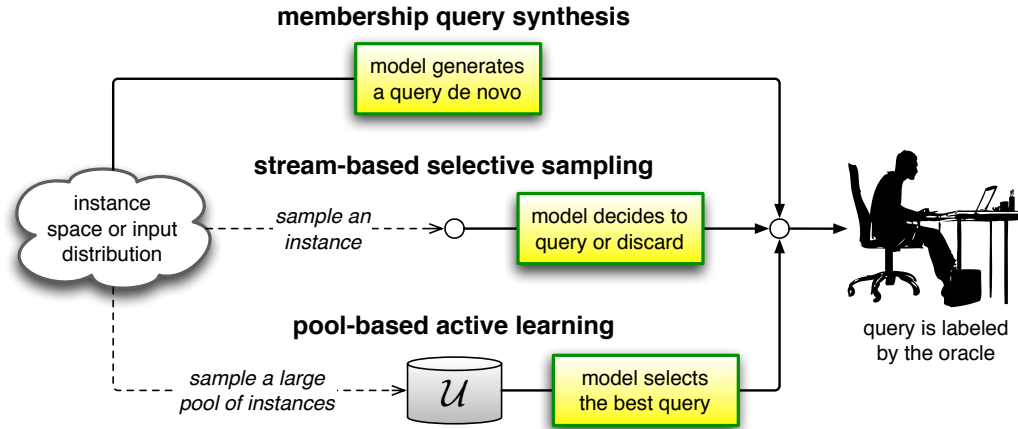 membership query synthesis
model generates
a query de novo
stream-based selective sampling
instance
space or input
distribution
sample an
instance
model decides to
query or discard
pool-based active learning
sample a large
pool of instances
U
model selects
the best query
query is labeled
by the oracle